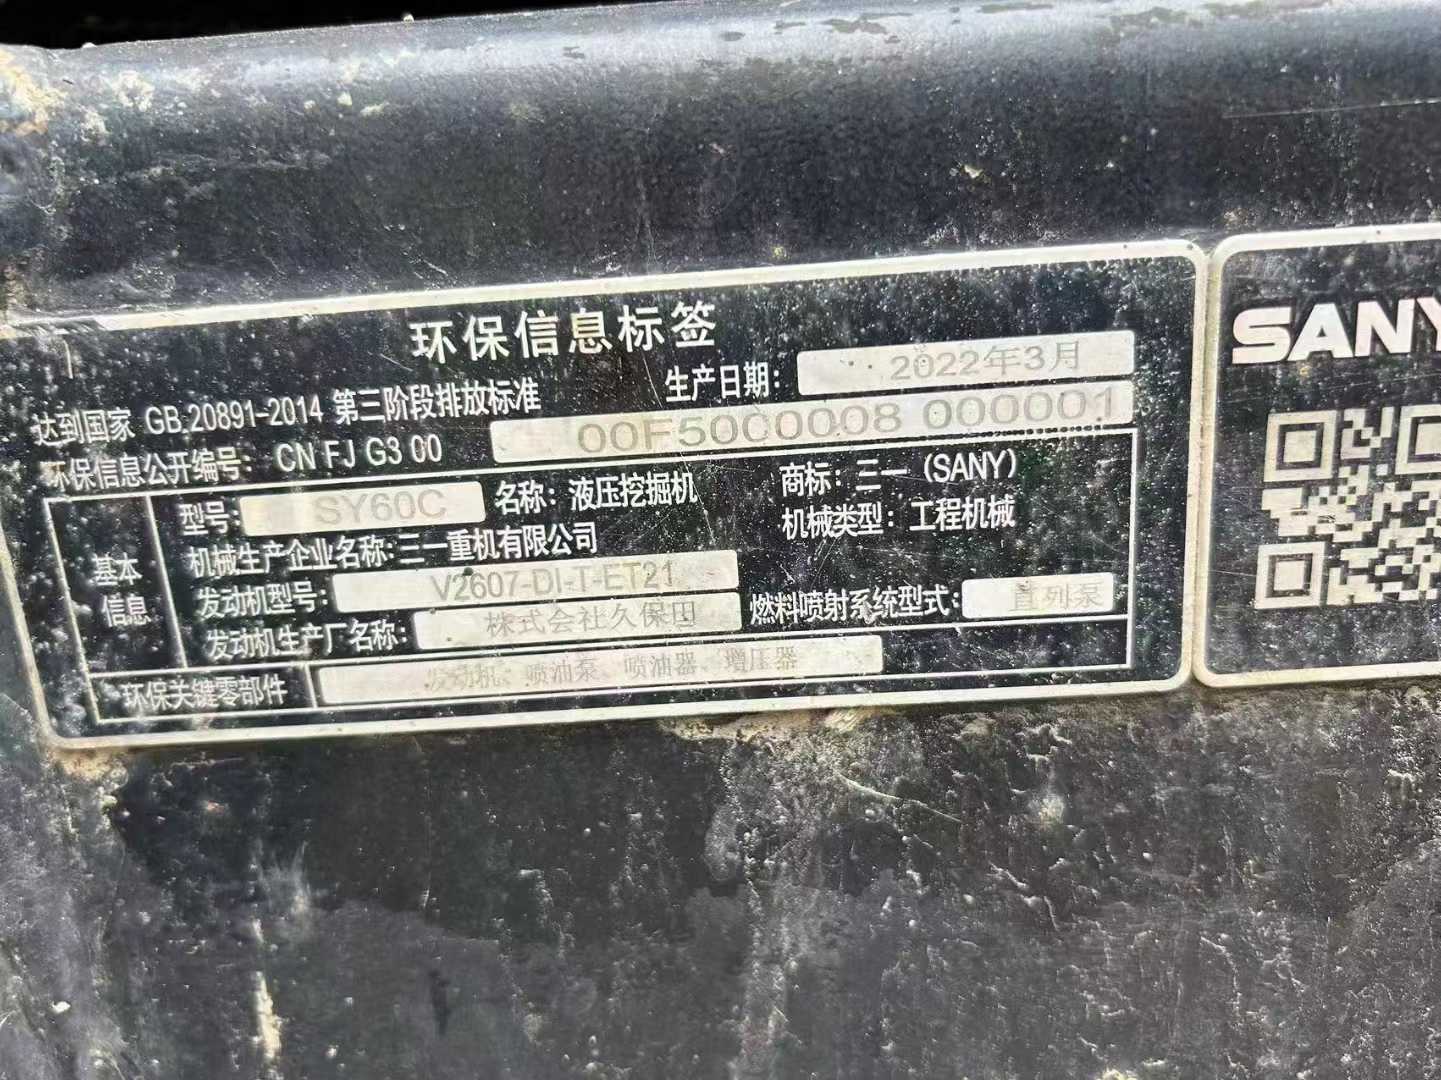 环保信息标签
达到国家 GB 20891-2014 第三阶段排放标准 生产日期: 2022年3月
环保信息公开编号: CN FJ G3 00 00F5000008 000001
基本信息
型号: SY60C 名称: 液压挖掘机 商标: 三一 (SANY)
机械生产企业名称: 三一重机有限公司 机械类型: 工程机械
发动机型号: V2607-DI-T-ET21
发动机生产厂名称: 株式会社久保田 燃料喷射系统型式: 直列泵
环保关键零部件 发动机、喷油泵、喷油器、增压器
SANY